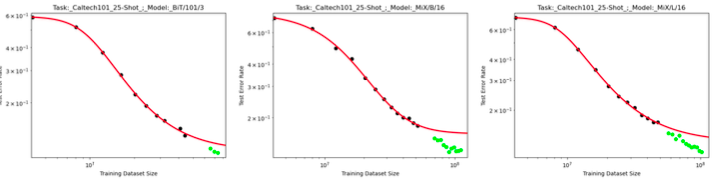 Task:_Caltech101_25-Shot_;_Model:_BiT/101/3
Test Error Rate
6 × 10⁻¹
4 × 10⁻¹
3 × 10⁻¹
2 × 10⁻¹
10⁷
Training Dataset Size
Task:_Caltech101_25-Shot_;_Model:_MiX/B/16
Test Error Rate
6 × 10⁻¹
4 × 10⁻¹
3 × 10⁻¹
2 × 10⁻¹
10⁷
10⁸
Training Dataset Size
Task:_Caltech101_25-Shot_;_Model:_MiX/L/16
Test Error Rate
6 × 10⁻¹
4 × 10⁻¹
3 × 10⁻¹
2 × 10⁻¹
10⁷
10⁸
Training Dataset Size